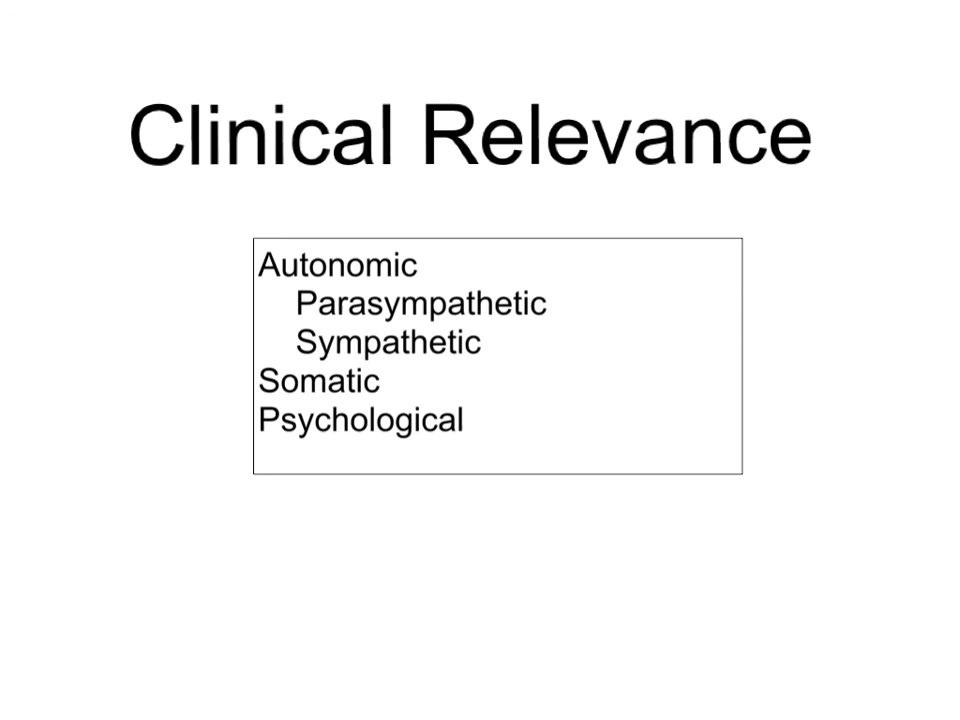 Clinical Relevance
Autonomic
Parasympathetic
Sympathetic
Somatic
Psychological